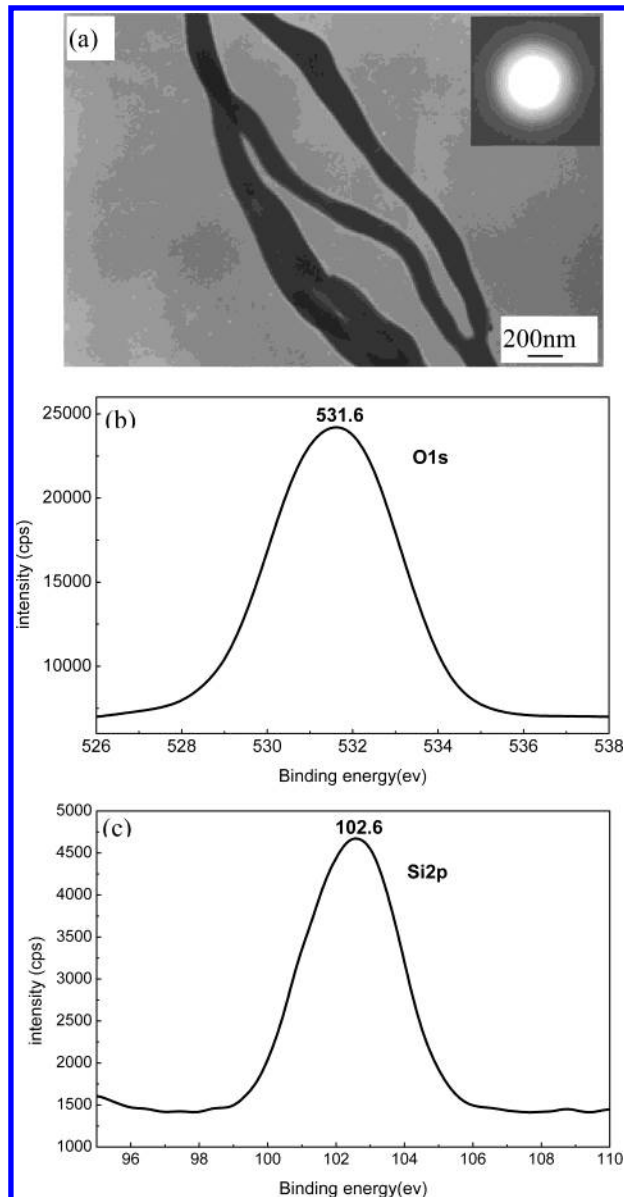 (a)
200nm
(b)
531.6
O1s
25000
20000
15000
10000
intensity (cps)
526 528 530 532 534 536 538
Binding energy(ev)
(c)
102.6
Si2p
5000
4500
4000
3500
3000
2500
2000
1500
1000
intensity (cps)
96 98 100 102 104 106 108 110
Binding energy(ev)